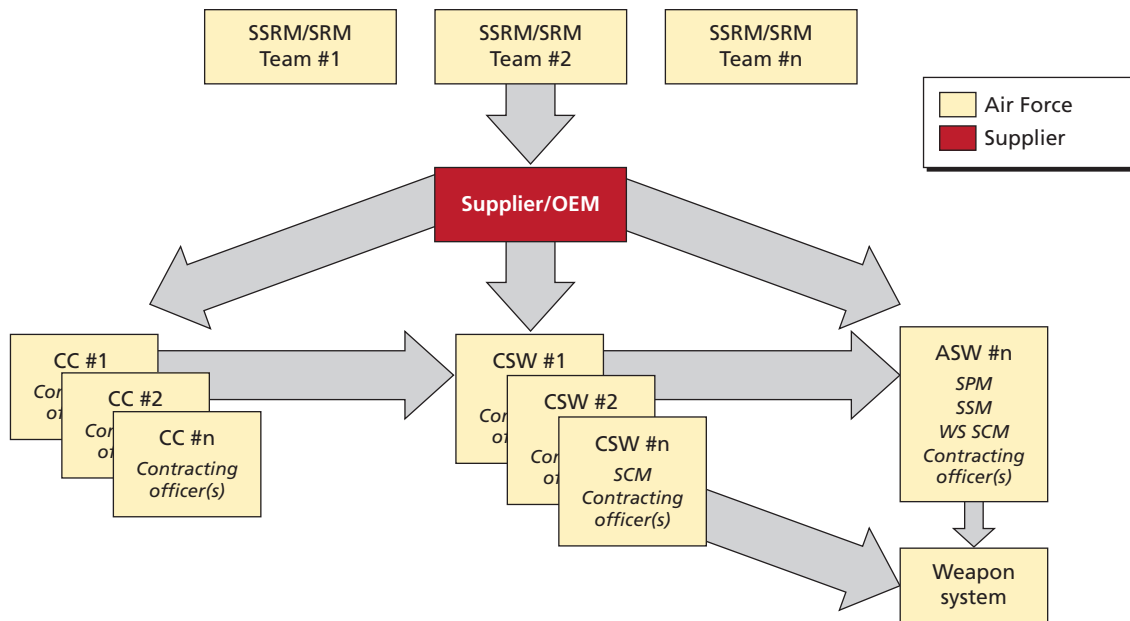 SSRM/SRM
Team #1
SSRM/SRM
Team #2
SSRM/SRM
Team #n
Air Force
Supplier
Supplier/OEM
CC #1
CC #2
CC #n
Contracting
officer(s)
CSW #1
CSW #2
CSW #n
SCM
Contracting
officer(s)
ASW #n
SPM
SSM
WS SCM
Contracting
officer(s)
Weapon
system